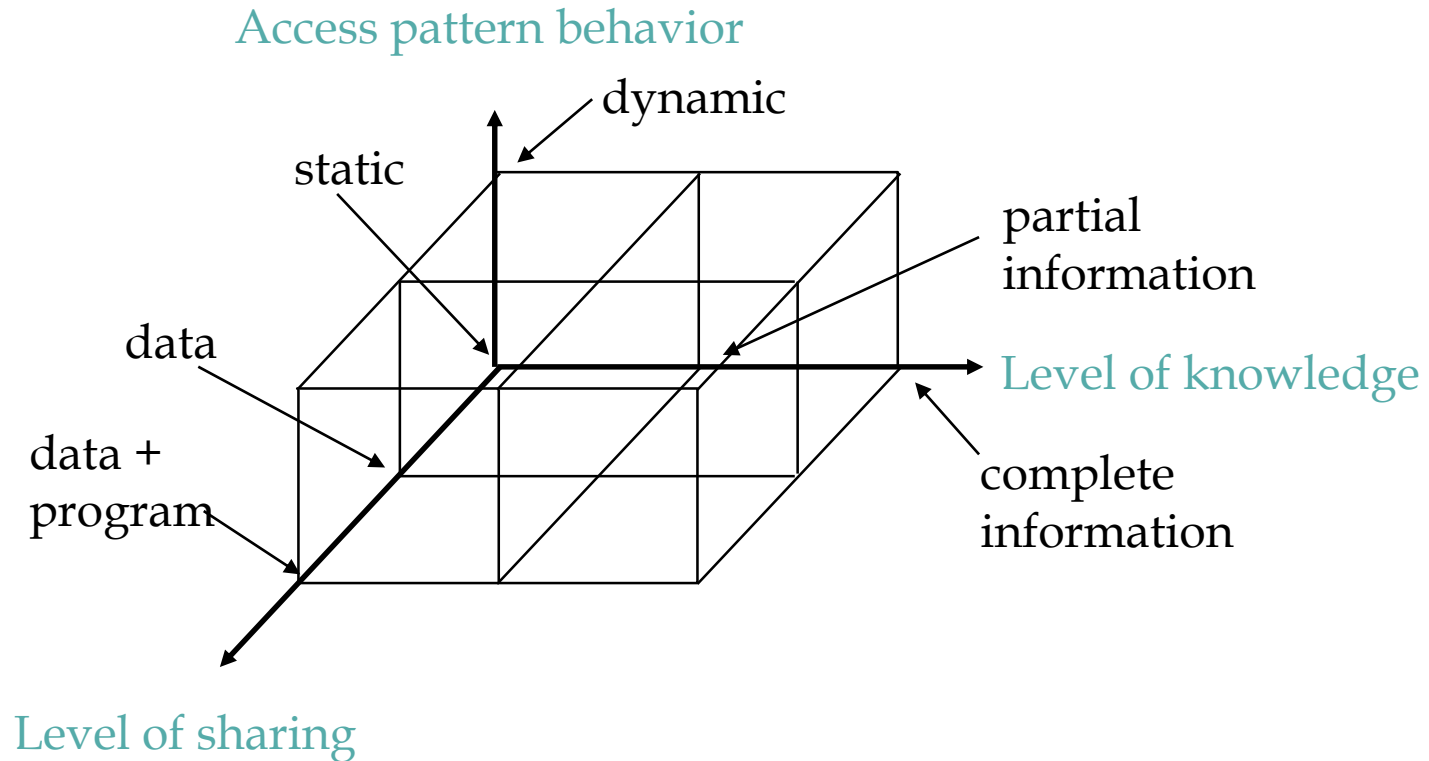 Access pattern behavior
dynamic
static
partial
information
data
Level of knowledge
data +
program
complete
information
Level of sharing